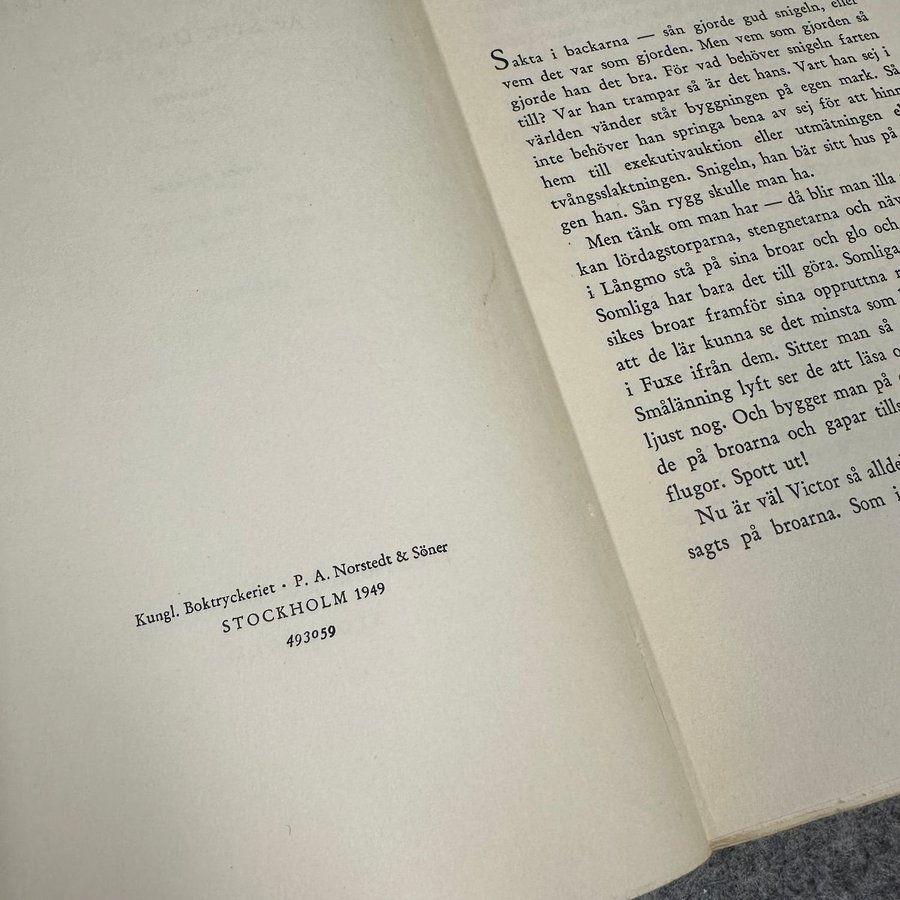 Kungl. Boktryckeriet · P. A. Norstedt & Söner
STOCKHOLM 1949
493059
Sakta i backarna — sån gjorde gud snigeln, eller
vem det var som gjorden. Men vem som gjorden så
gjorde han det bra. För vad behöver snigeln farten
till? Var han trampar så är det hans. Vart han sej i
världen vänder står byggningen på egen mark. Så
inte behöver han springa bena av sej för att
hem till exekutivauktion eller utmätningen
tvångsslaktningen. Snigeln, han bär sitt hus på
gen han. Sån rygg skulle man ha.
Men tänk om man har — då blir man illa
kan lördagstorparna, stengnetarna och
i Långmo stå på sina broar och glo och
Somliga har bara det till göra. Somliga
sikes broar framför sina oppruttna
att de lär kunna se det minsta som
i Fuxe ifrån dem. Sitter man så
Smålänning lyft ser de att läsa
ljust nog. Och bygger man på
de på broarna och gapar
flugor. Spott ut!
Nu är väl Victor så
sagts på broarna. Som